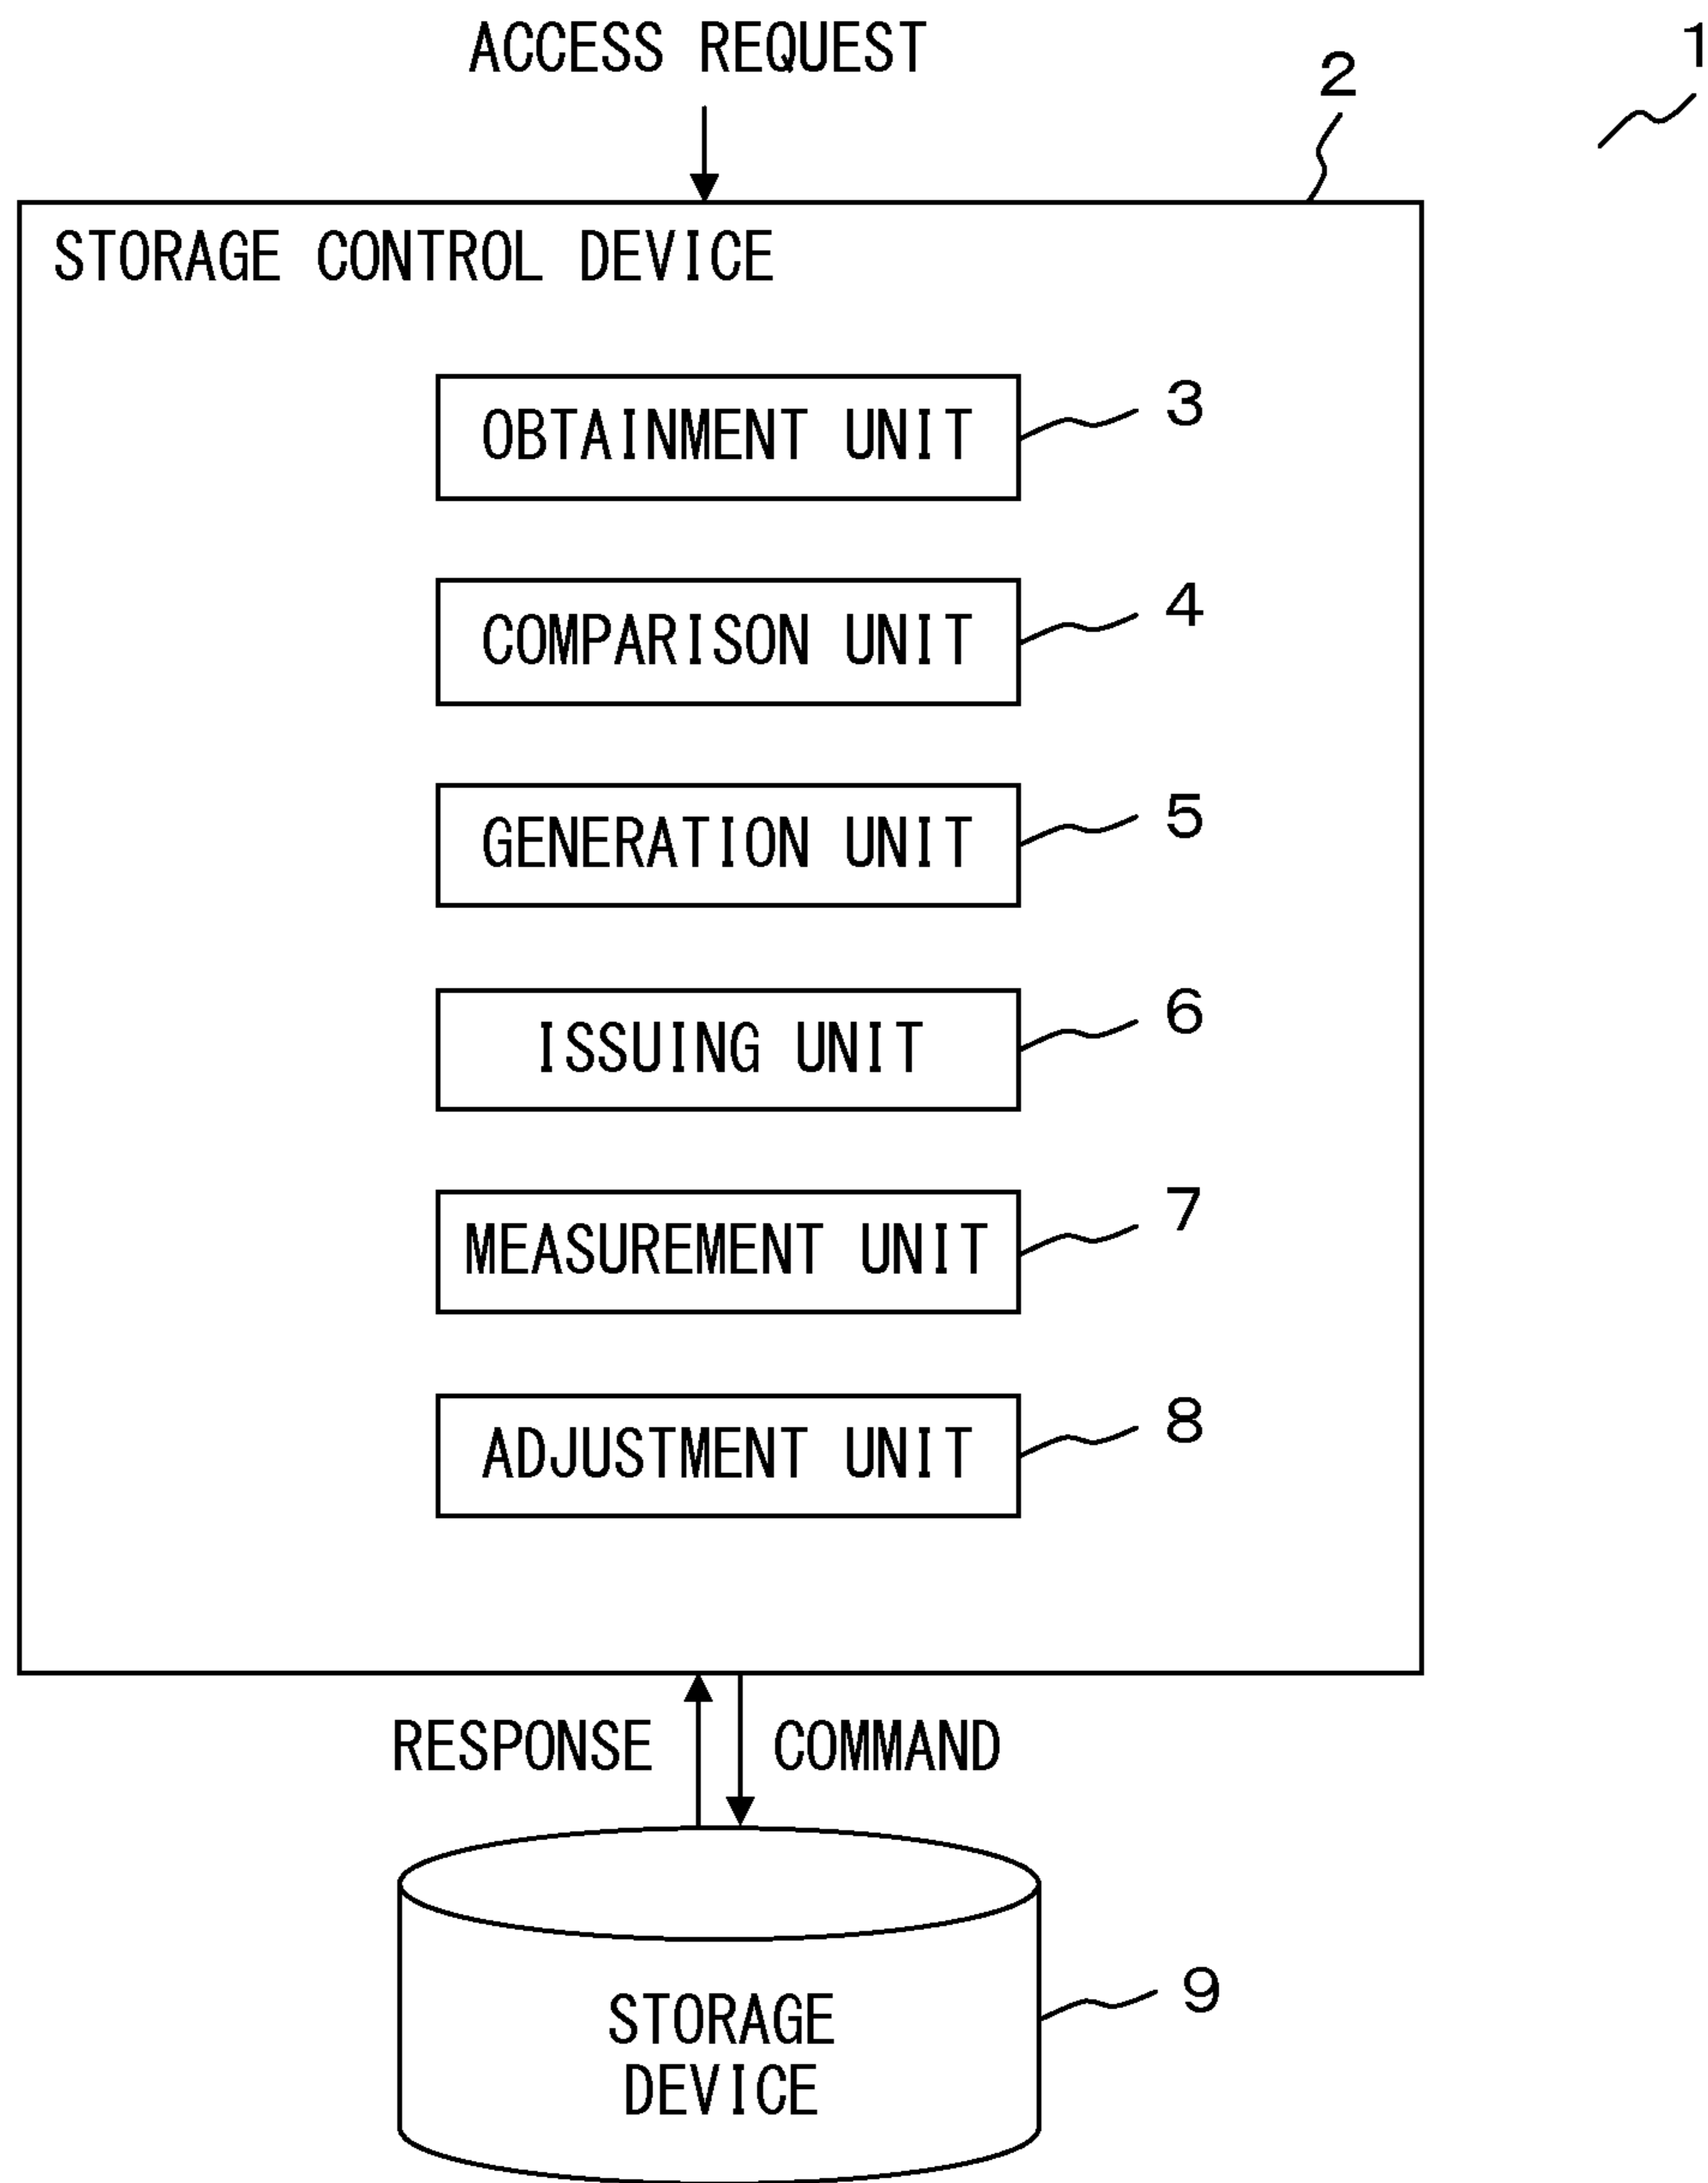 ACCESS REQUEST
1
2
STORAGE CONTROL DEVICE
OBTAINMENT UNIT
3
COMPARISON UNIT
4
GENERATION UNIT
5
ISSUING UNIT
6
MEASUREMENT UNIT
7
ADJUSTMENT UNIT
8
RESPONSE
COMMAND
STORAGE
DEVICE
9